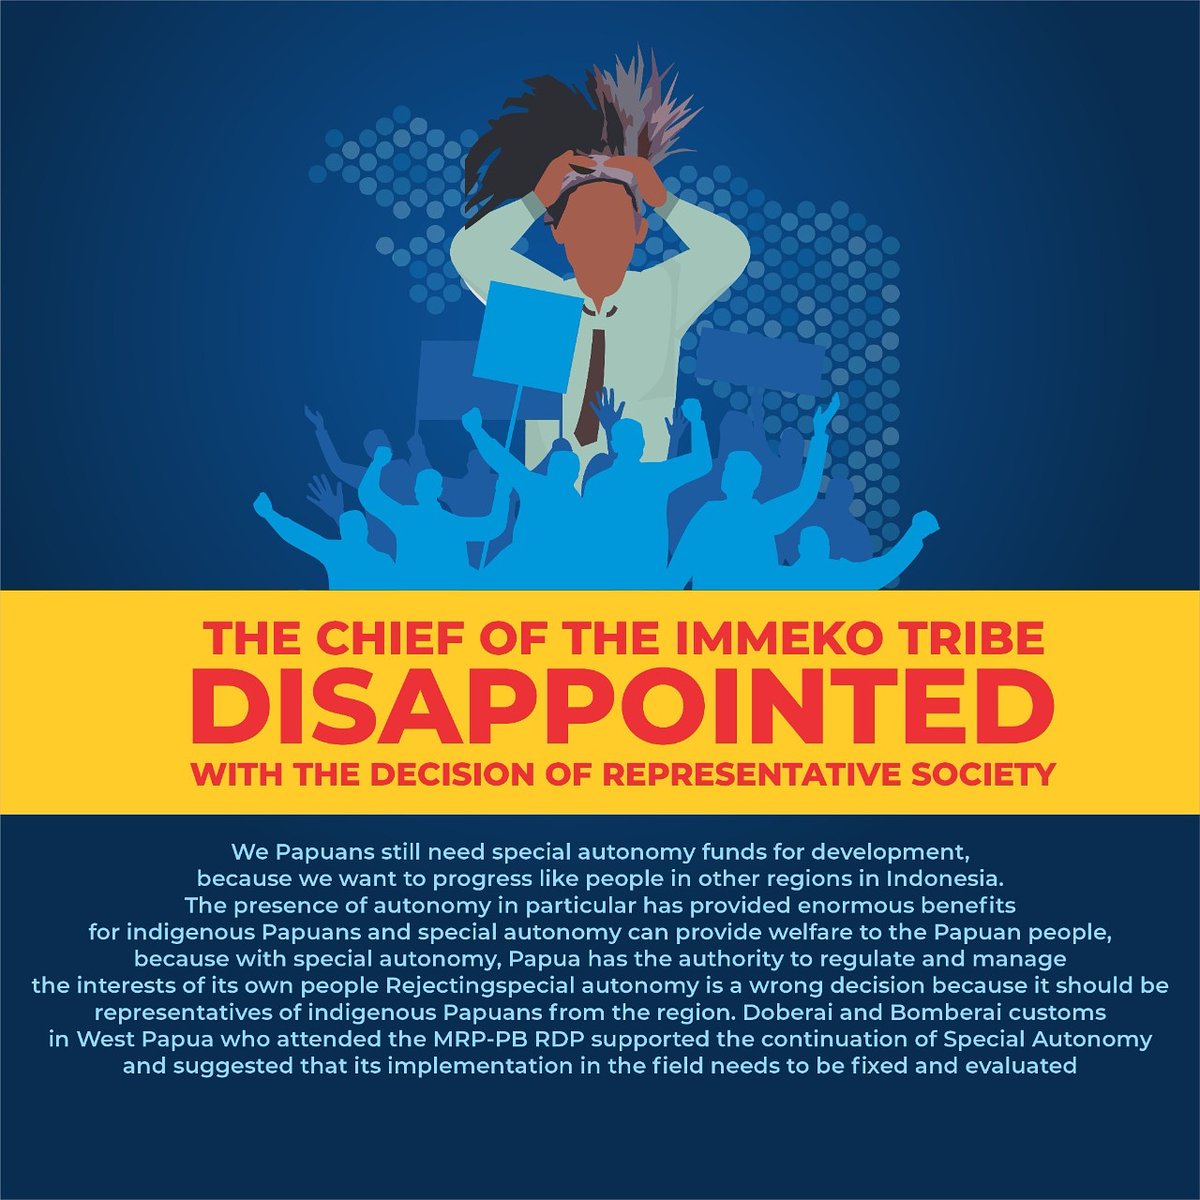 THE CHIEF OF THE IMMEKO TRIBE
DISAPPOINTED
WITH THE DECISION OF REPRESENTATIVE SOCIETY
We Papuans still need special autonomy funds for development,
because we want to progress like people in other regions in Indonesia.
The presence of autonomy in particular has provided enormous benefits
for indigenous Papuans and special autonomy can provide welfare to the Papuan people,
because with special autonomy, Papua has the authority to regulate and manage
the interests of its own people Rejectingspecial autonomy is a wrong decision because it should be
representatives of indigenous Papuans from the region. Doberai and Bomberai customs
in West Papua who attended the MRP-PB RDP supported the continuation of Special Autonomy
and suggested that its implementation in the field needs to be fixed and evaluated